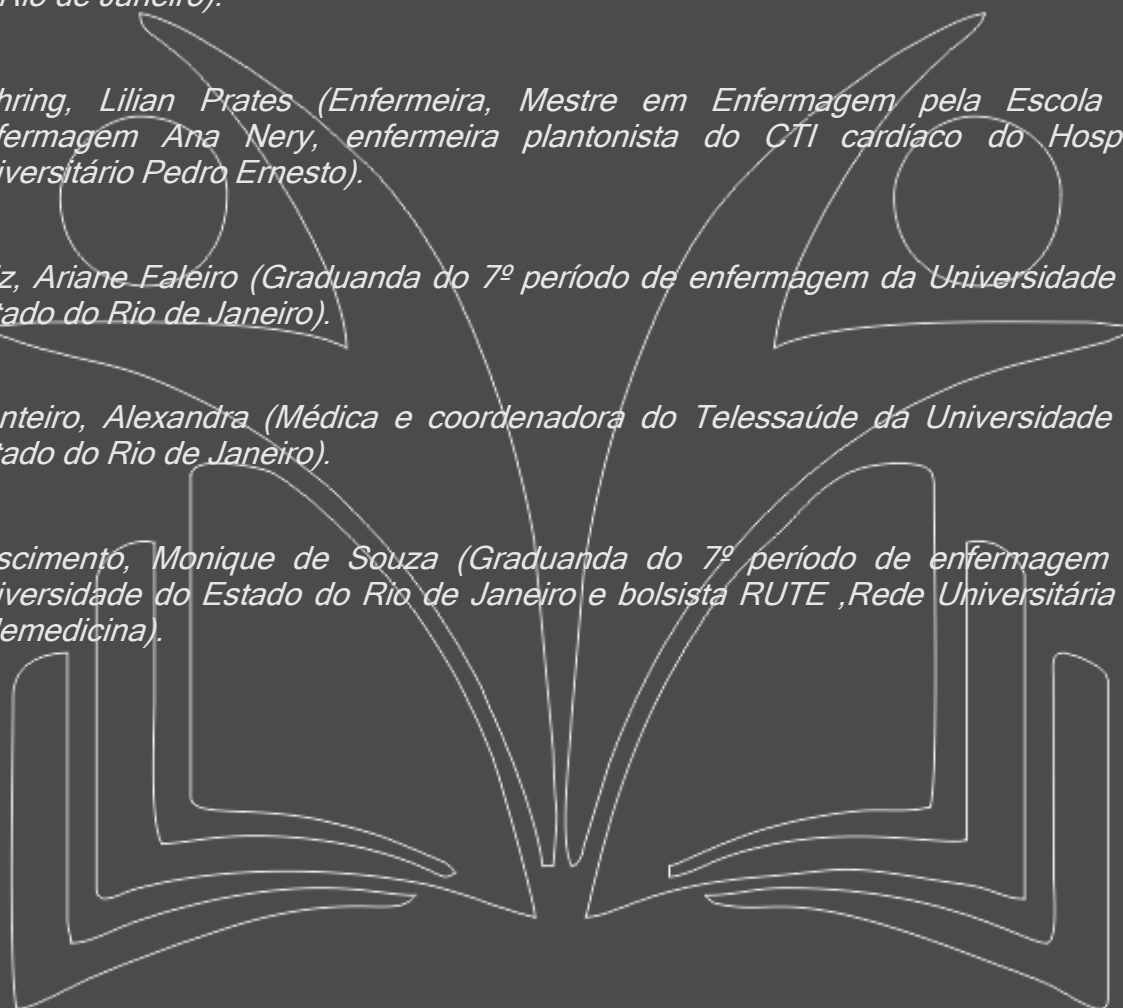 Rio de Janeiro).
hring, Lilian Prates (Enfermeira, Mestre em Enfermagem pela Escola
fermagem Ana Nery, enfermeira plantonista do CTI cardíaco do Hosp
iversitário Pedro Ernesto).
z, Ariane Faleiro (Graduanda do 7º período de enfermagem da Universidade
tado do Rio de Janeiro).
nteiro, Alexandra (Médica e coordenadora do Telessaúde da Universidade
tado do Rio de Janeiro).
scimento, Monique de Souza (Graduanda do 7º período de enfermagem
iversidade do Estado do Rio de Janeiro e bolsista RUTE ,Rede Universitária
lemedicina).